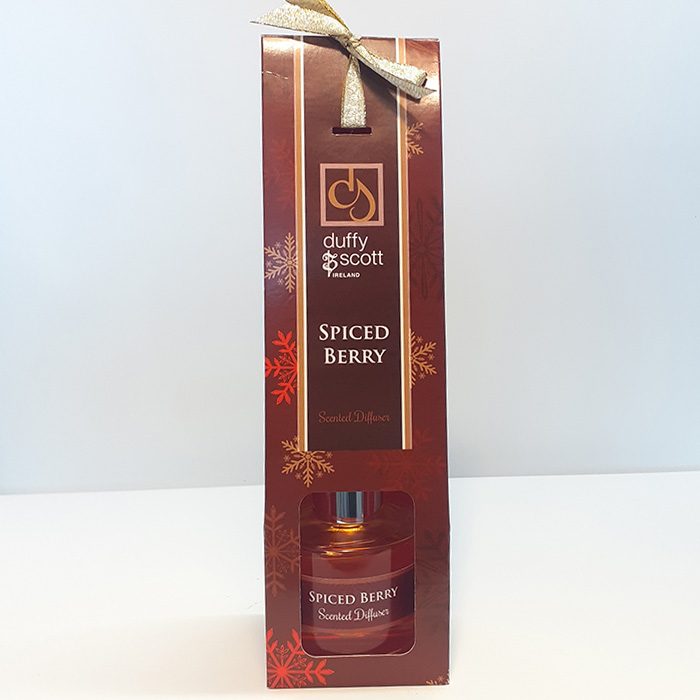 duffy
& scott
IRELAND
SPICED
BERRY
Scented Diffuser
SPICED BERRY
Scented Diffuser